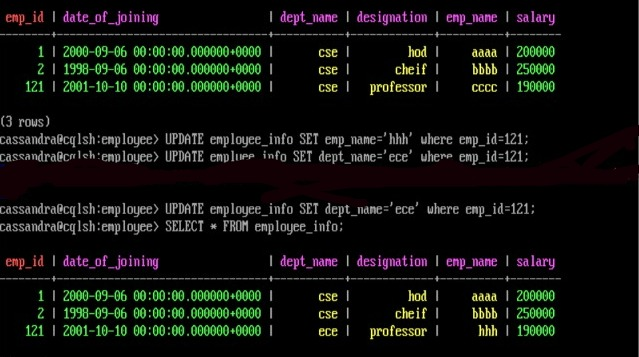 emp_id | date_of_joining | dept_name | designation | emp_name | salary
1 | 2000-09-06 00:00:00.000000+0000 | cse | hod | aaaa | 200000
2 | 1998-09-06 00:00:00.000000+0000 | cse | cheif | bbbb | 250000
121 | 2001-10-10 00:00:00.000000+0000 | cse | professor | cccc | 190000
(3 rows)
cassandra@cqlsh:employee> UPDATE employee_info SET emp_name='hhh' where emp_id=121;
cassandra@cqlsh:employee> UPDATE employee_info SET dept_name='ece' where emp_id=121;
cassandra@cqlsh:employee> UPDATE employee_info SET dept_name='ece' where emp_id=121;
cassandra@cqlsh:employee> SELECT * FROM employee_info;
emp_id | date_of_joining | dept_name | designation | emp_name | salary
1 | 2000-09-06 00:00:00.000000+0000 | cse | hod | aaaa | 200000
2 | 1998-09-06 00:00:00.000000+0000 | cse | cheif | bbbb | 250000
121 | 2001-10-10 00:00:00.000000+0000 | ece | professor | hhh | 190000